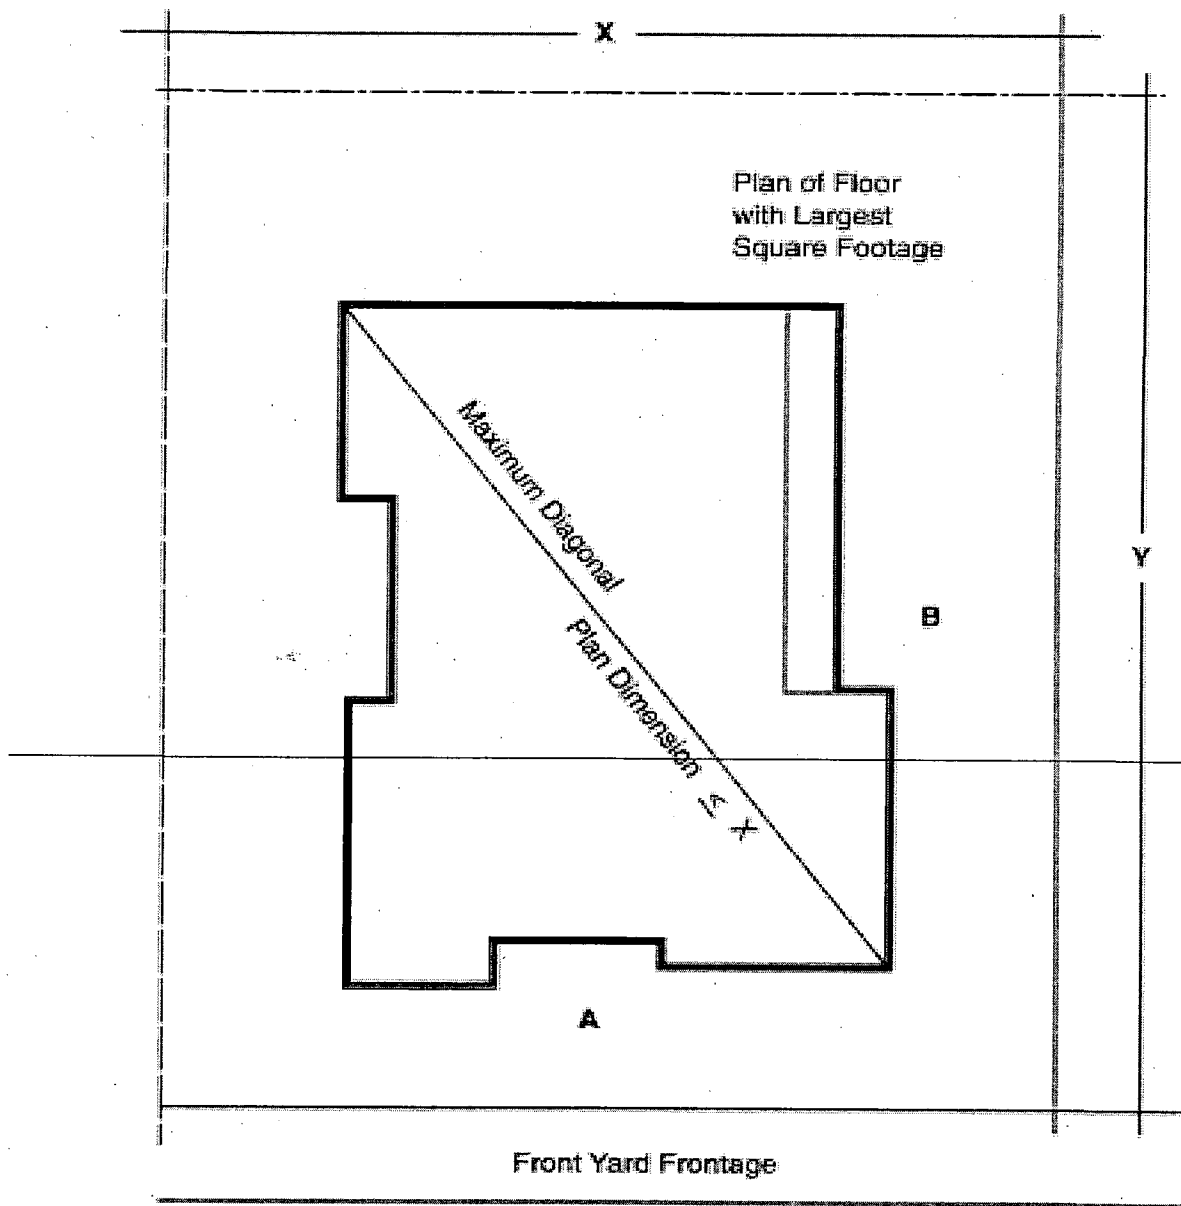 X
Plan of Floor
with Largest
Square Footage
Maximum Diagonal
Plan Dimension ≤ X
Y
B
A
Front Yard Frontage